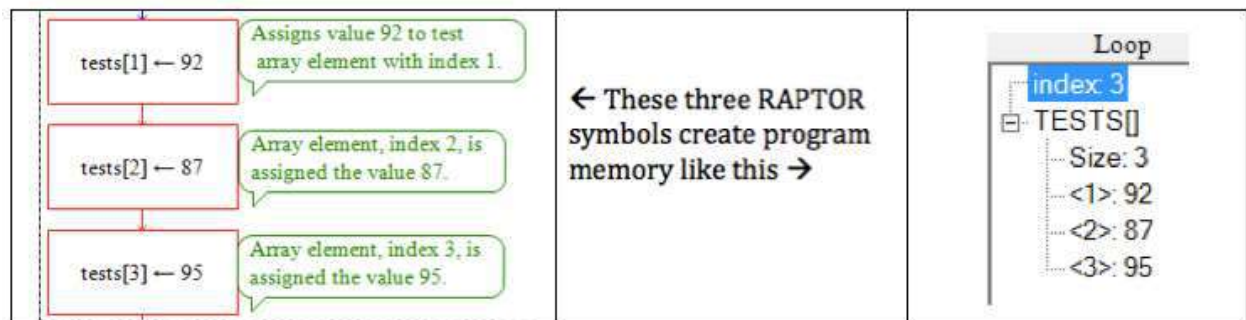 tests[1] ← 92
Assigns value 92 to test
array element with index 1.
tests[2] ← 87
Array element, index 2, is
assigned the value 87.
tests[3] ← 95
Array element, index 3, is
assigned the value 95.
← These three RAPTOR
symbols create program
memory like this →
Loop
index: 3
TESTS[]
Size: 3
<1>: 92
<2>: 87
<3>: 95